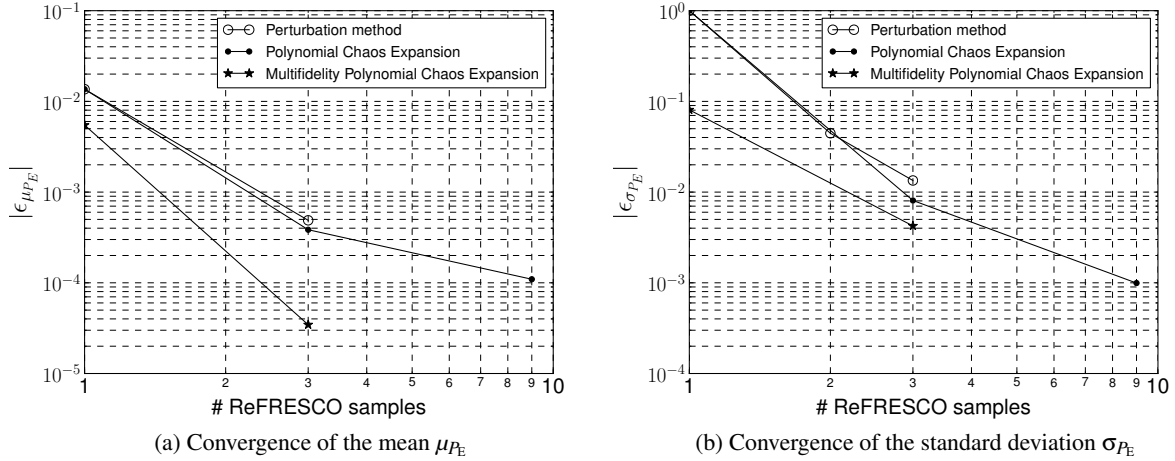 10^{-1}
10^{-2}
10^{-3}
10^{-4}
10^{-5}
|ϵ_{μ_{P_E}}|
Perturbation method
Polynomial Chaos Expansion
Multifidelity Polynomial Chaos Expansion
1 2 3 4 5 6 7 8 9 10
# ReFRESCO samples
(a) Convergence of the mean μ_{P_E}
10^{0}
10^{-1}
10^{-2}
10^{-3}
10^{-4}
|ϵ_{σ_{P_E}}|
Perturbation method
Polynomial Chaos Expansion
Multifidelity Polynomial Chaos Expansion
1 2 3 4 5 6 7 8 9 10
# ReFRESCO samples
(b) Convergence of the standard deviation σ_{P_E}